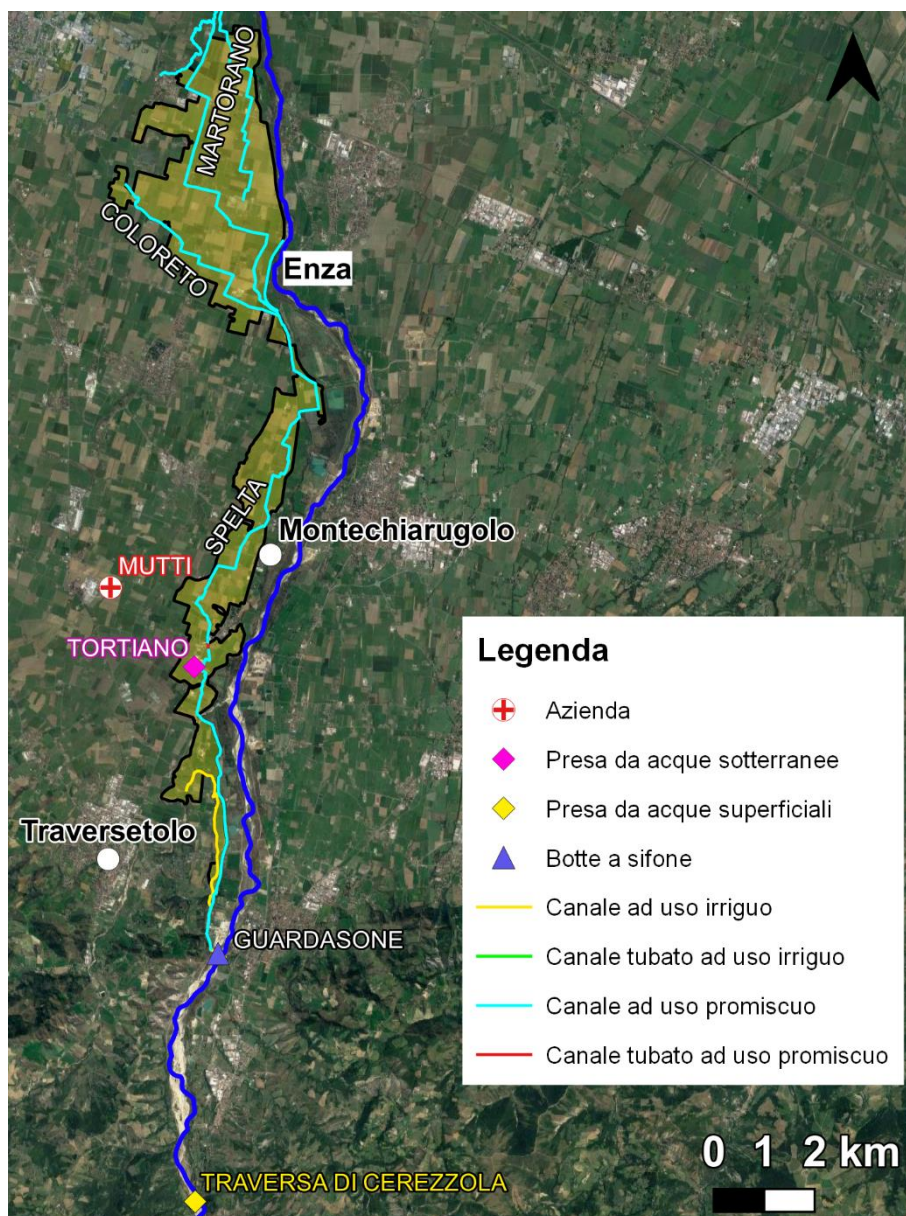 MARTORANO
COLORETO
Enza
SPELTA
Montechiarugolo
MUTTI
TORTIANO
Traversetolo
GUARDASONE
TRAVERSA DI CEREZZOLA
Legenda
Azienda
Presa da acque sotterranee
Presa da acque superficiali
Botte a sifone
Canale ad uso irriguo
Canale tubato ad uso irriguo
Canale ad uso promiscuo
Canale tubato ad uso promiscuo
0 1 2 km